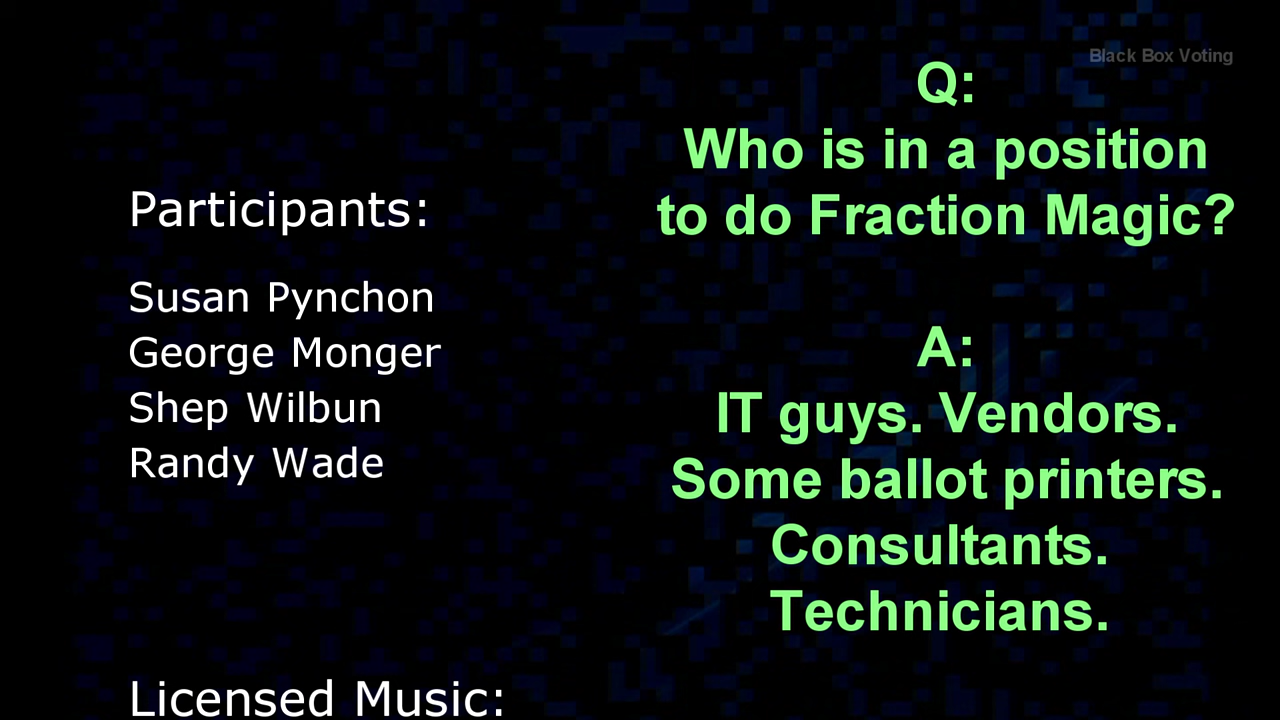 Black Box Voting
Participants:
Susan Pynchon
George Monger
Shep Wilbun
Randy Wade
Licensed Music:
Q:
Who is in a position
to do Fraction Magic?
A:
IT guys. Vendors.
Some ballot printers.
Consultants.
Technicians.